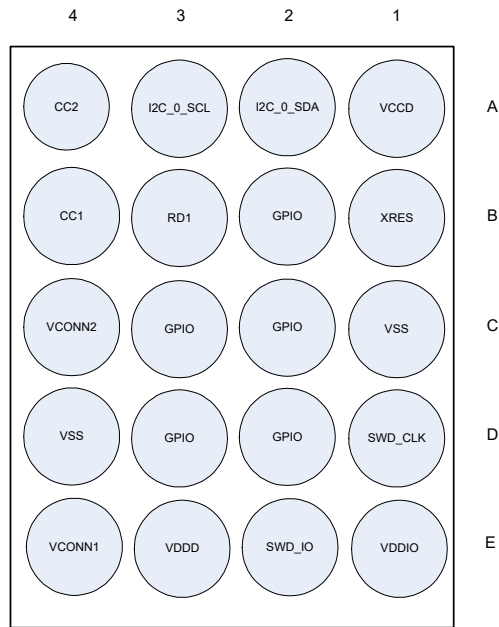 4 3 2 1
CC2 I2C_0_SCL I2C_0_SDA VCCD A
CC1 RD1 GPIO XRES B
VCONN2 GPIO GPIO VSS C
VSS GPIO GPIO SWD_CLK D
VCONN1 VDDD SWD_IO VDDIO E